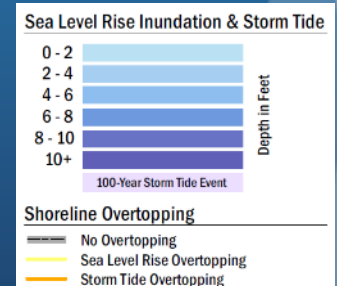 Sea Level Rise Inundation & Storm Tide
0 - 2
2 - 4
4 - 6
6 - 8
8 - 10
10+
Depth in Feet
100-Year Storm Tide Event
Shoreline Overtopping
No Overtopping
Sea Level Rise Overtopping
Storm Tide Overtopping